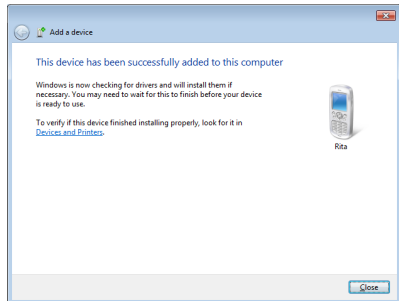 Add a device
This device has been successfully added to this computer
Windows is now checking for drivers and will install them if
necessary. You may need to wait for this to finish before your device
is ready to use.
To verify if this device finished installing properly, look for it in
Devices and Printers.
Rita
Close